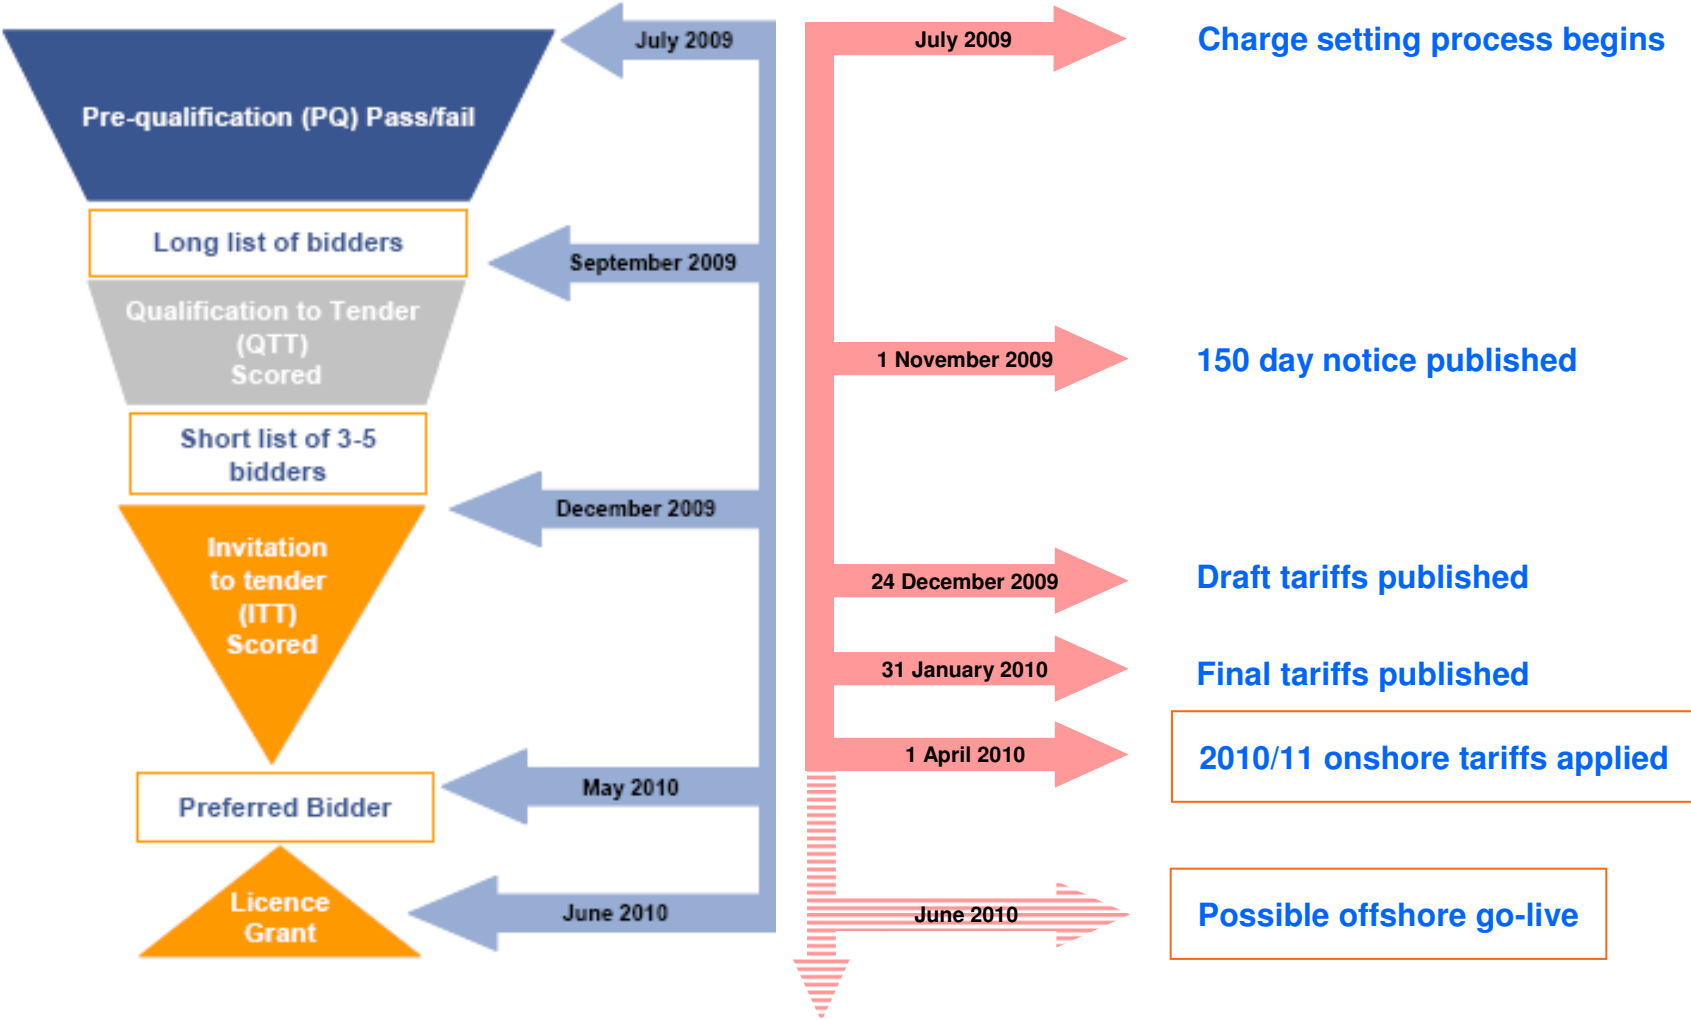 July 2009
July 2009
Charge setting process begins
Pre-qualification (PQ) Pass/fail
Long list of bidders
September 2009
Qualification to Tender
(QTT)
Scored
1 November 2009
150 day notice published
Short list of 3-5
bidders
December 2009
Invitation
to tender
(ITT)
Scored
24 December 2009
Draft tariffs published
31 January 2010
Final tariffs published
1 April 2010
2010/11 onshore tariffs applied
May 2010
Preferred Bidder
Licence
Grant
June 2010
June 2010
Possible offshore go-live